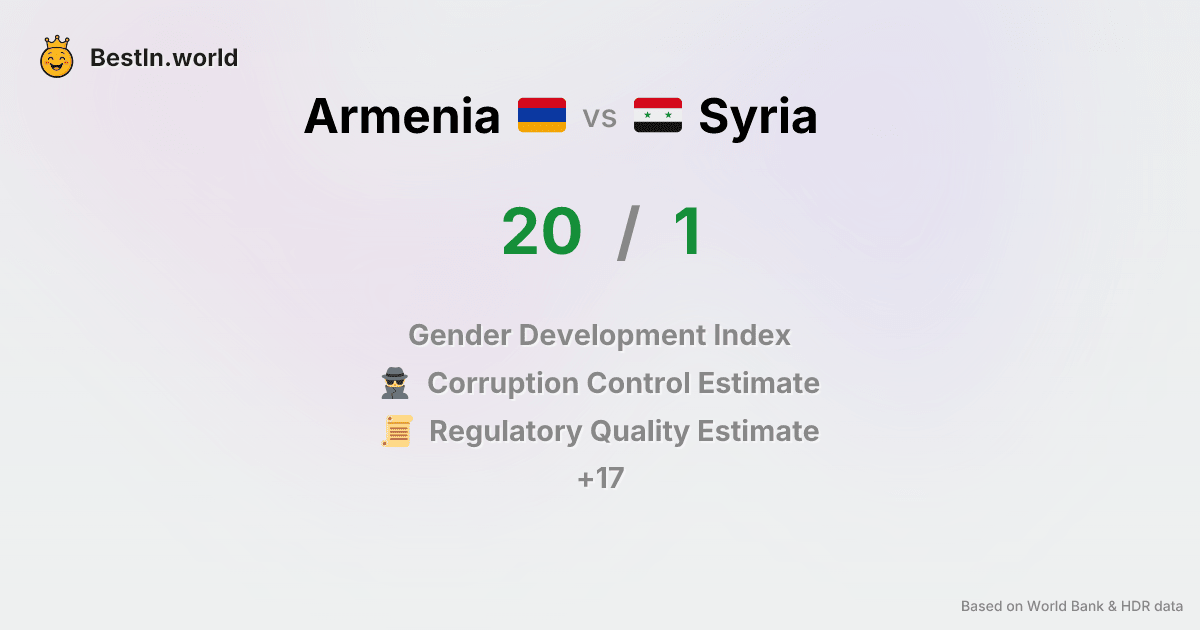 BestIn.world
Armenia vs Syria
20 / 1
Gender Development Index
Corruption Control Estimate
Regulatory Quality Estimate
+17
Based on World Bank & HDR data